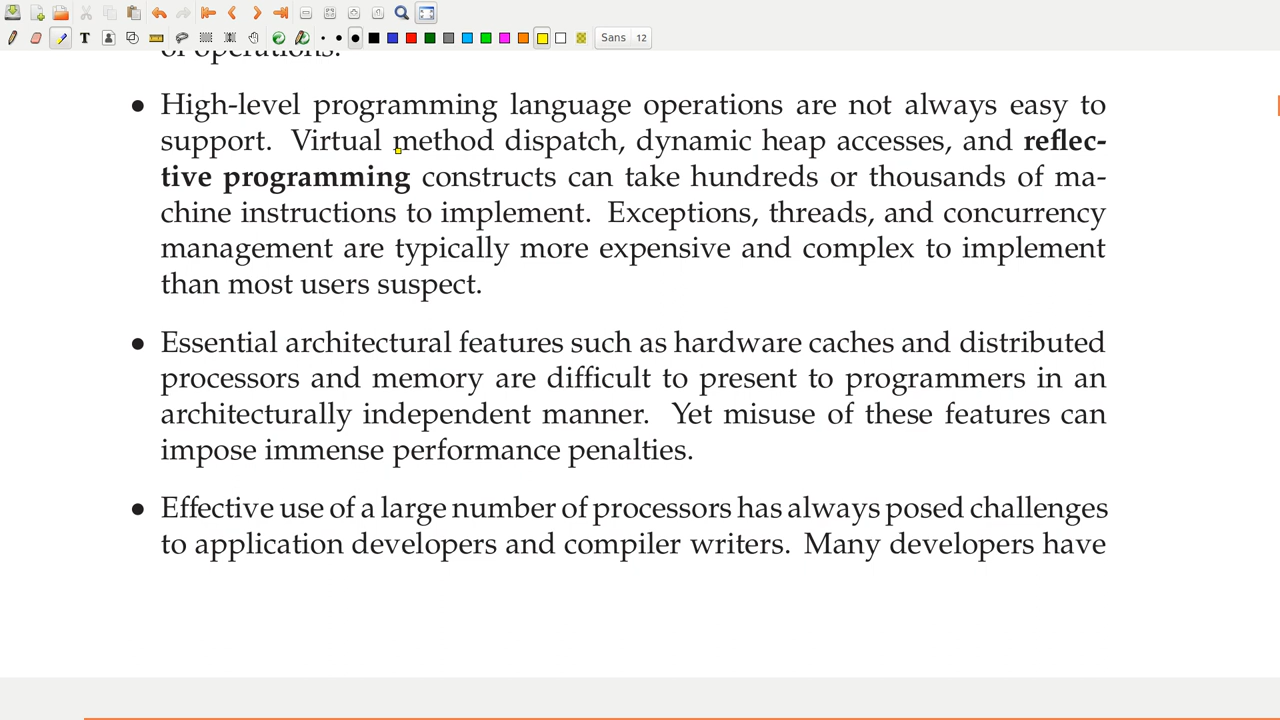 Sans 12
of operations.
• High-level programming language operations are not always easy to
support. Virtual method dispatch, dynamic heap accesses, and reflec-
tive programming constructs can take hundreds or thousands of ma-
chine instructions to implement. Exceptions, threads, and concurrency
management are typically more expensive and complex to implement
than most users suspect.
• Essential architectural features such as hardware caches and distributed
processors and memory are difficult to present to programmers in an
architecturally independent manner. Yet misuse of these features can
impose immense performance penalties.
• Effective use of a large number of processors has always posed challenges
to application developers and compiler writers. Many developers have